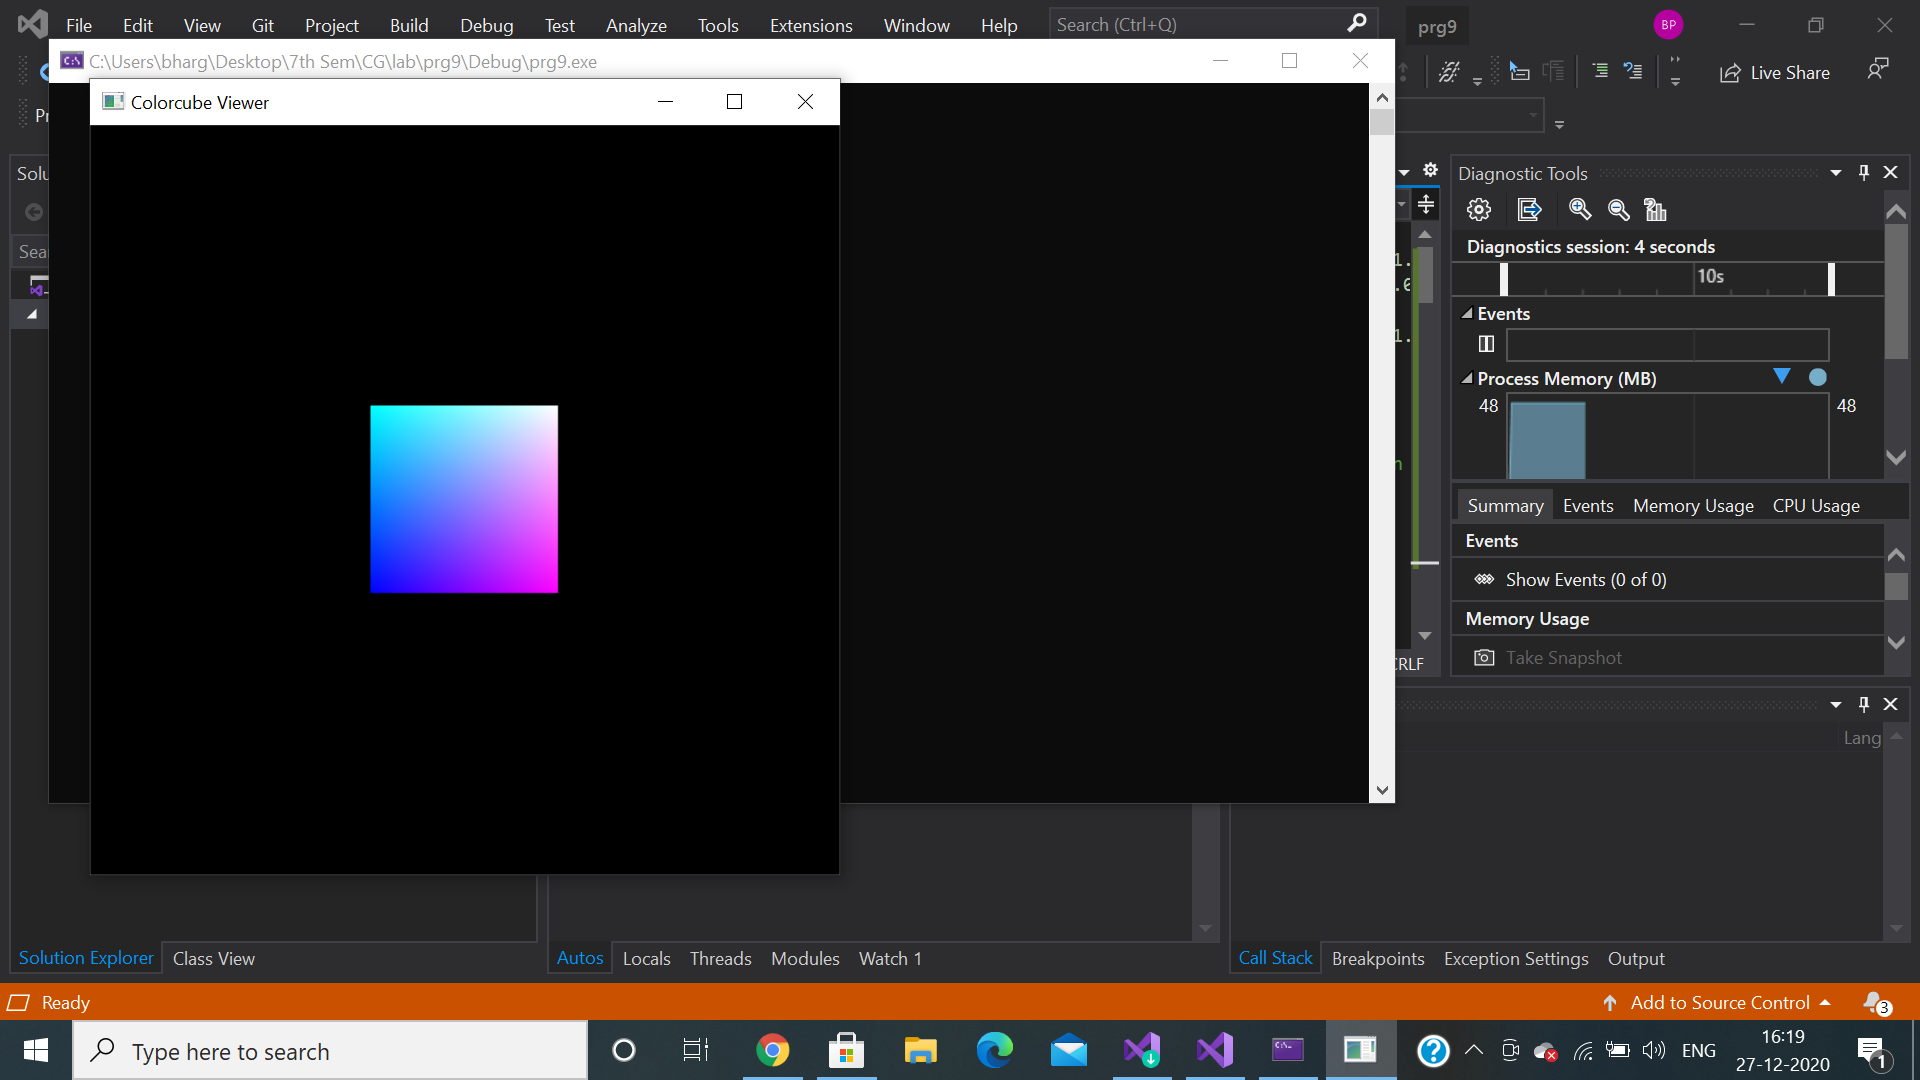 File Edit View Git Project Build Debug Test Analyze Tools Extensions Window Help Search (Ctrl+Q) prg9 BP
C:\Users\bharg\Desktop\7th Sem\CG\lab\prg9\Debug\prg9.exe
Live Share
Colorcube Viewer
Diagnostic Tools
Diagnostics session: 4 seconds
10s
Events
Process Memory (MB)
48 48
Summary Events Memory Usage CPU Usage
Events
Show Events (0 of 0)
Memory Usage
Take Snapshot
CRLF
Lang
Solution Explorer Class View Autos Locals Threads Modules Watch 1 Call Stack Breakpoints Exception Settings Output
Ready Add to Source Control 3
Type here to search ENG 16:19
27-12-2020 1